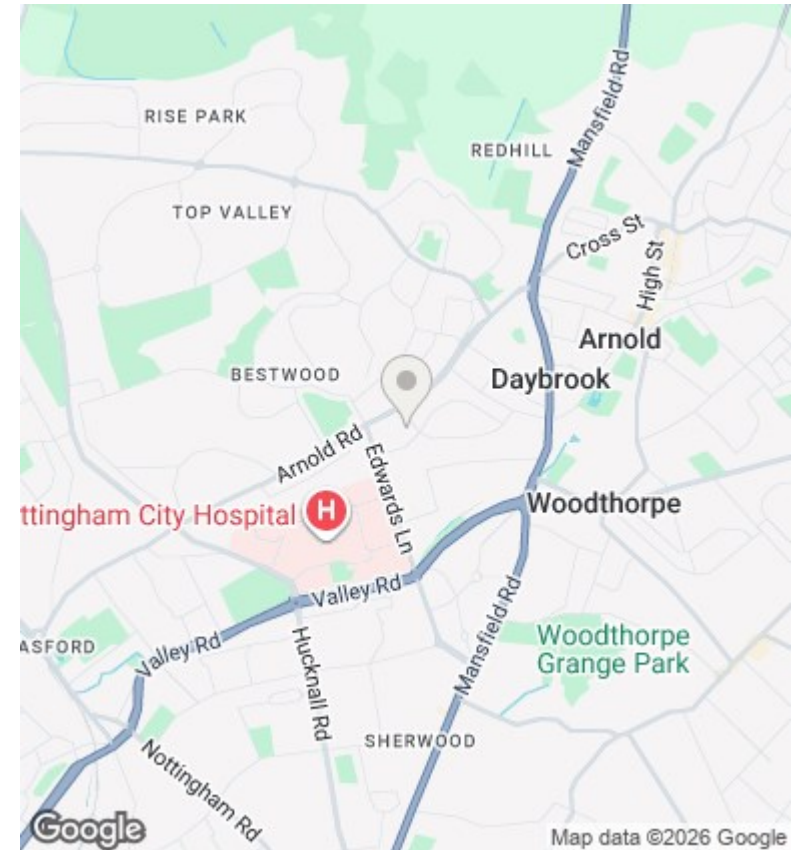 Mansfield Rd
RISE PARK
REDHILL
TOP VALLEY
Cross St
High St
Arnold
BESTWOOD
Daybrook
Arnold Rd
Edwards Ln
ttingham City Hospital
H
Woodthorpe
Valley Rd
Mansfield Rd
ASFORD
Valley Rd
Hucknall Rd
Woodthorpe
Grange Park
SHERWOOD
Nottingham Rd
Google
Map data ©2026 Google